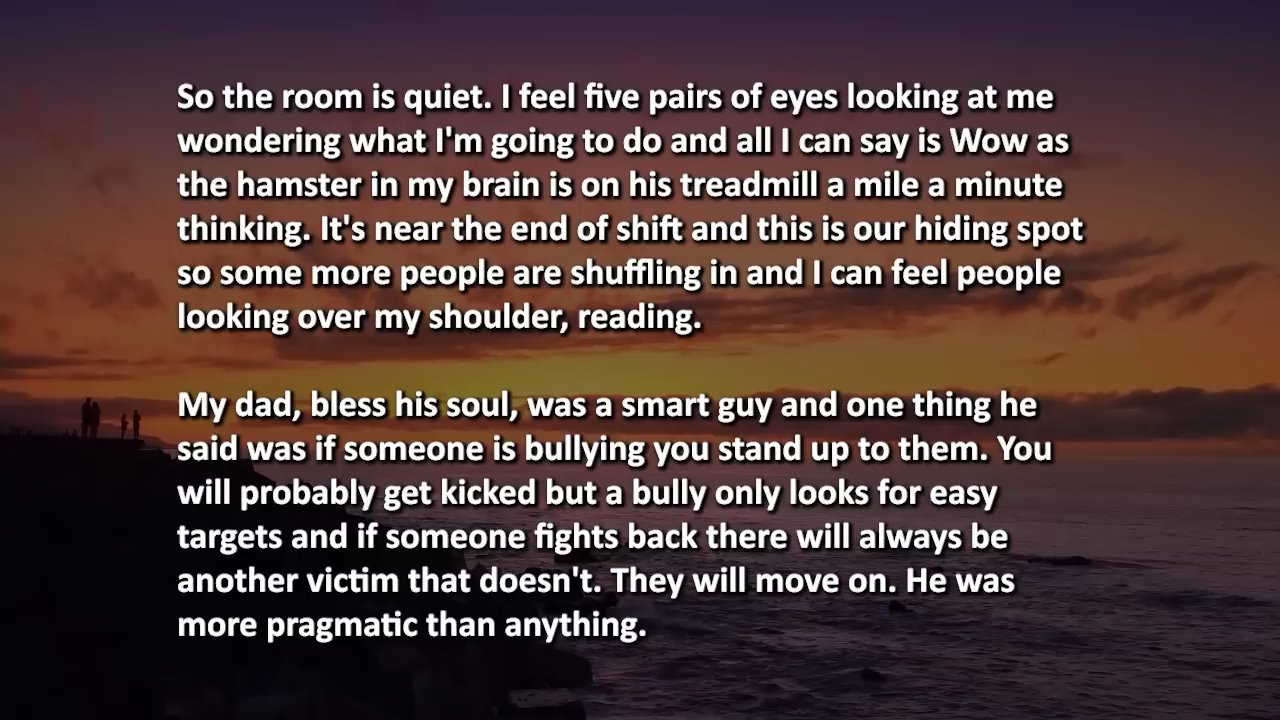 So the room is quiet. I feel five pairs of eyes looking at me
wondering what I'm going to do and all I can say is Wow as
the hamster in my brain is on his treadmill a mile a minute
thinking. It's near the end of shift and this is our hiding spot
so some more people are shuffling in and I can feel people
looking over my shoulder, reading.
My dad, bless his soul, was a smart guy and one thing he
said was if someone is bullying you stand up to them. You
will probably get kicked but a bully only looks for easy
targets and if someone fights back there will always be
another victim that doesn't. They will move on. He was
more pragmatic than anything.